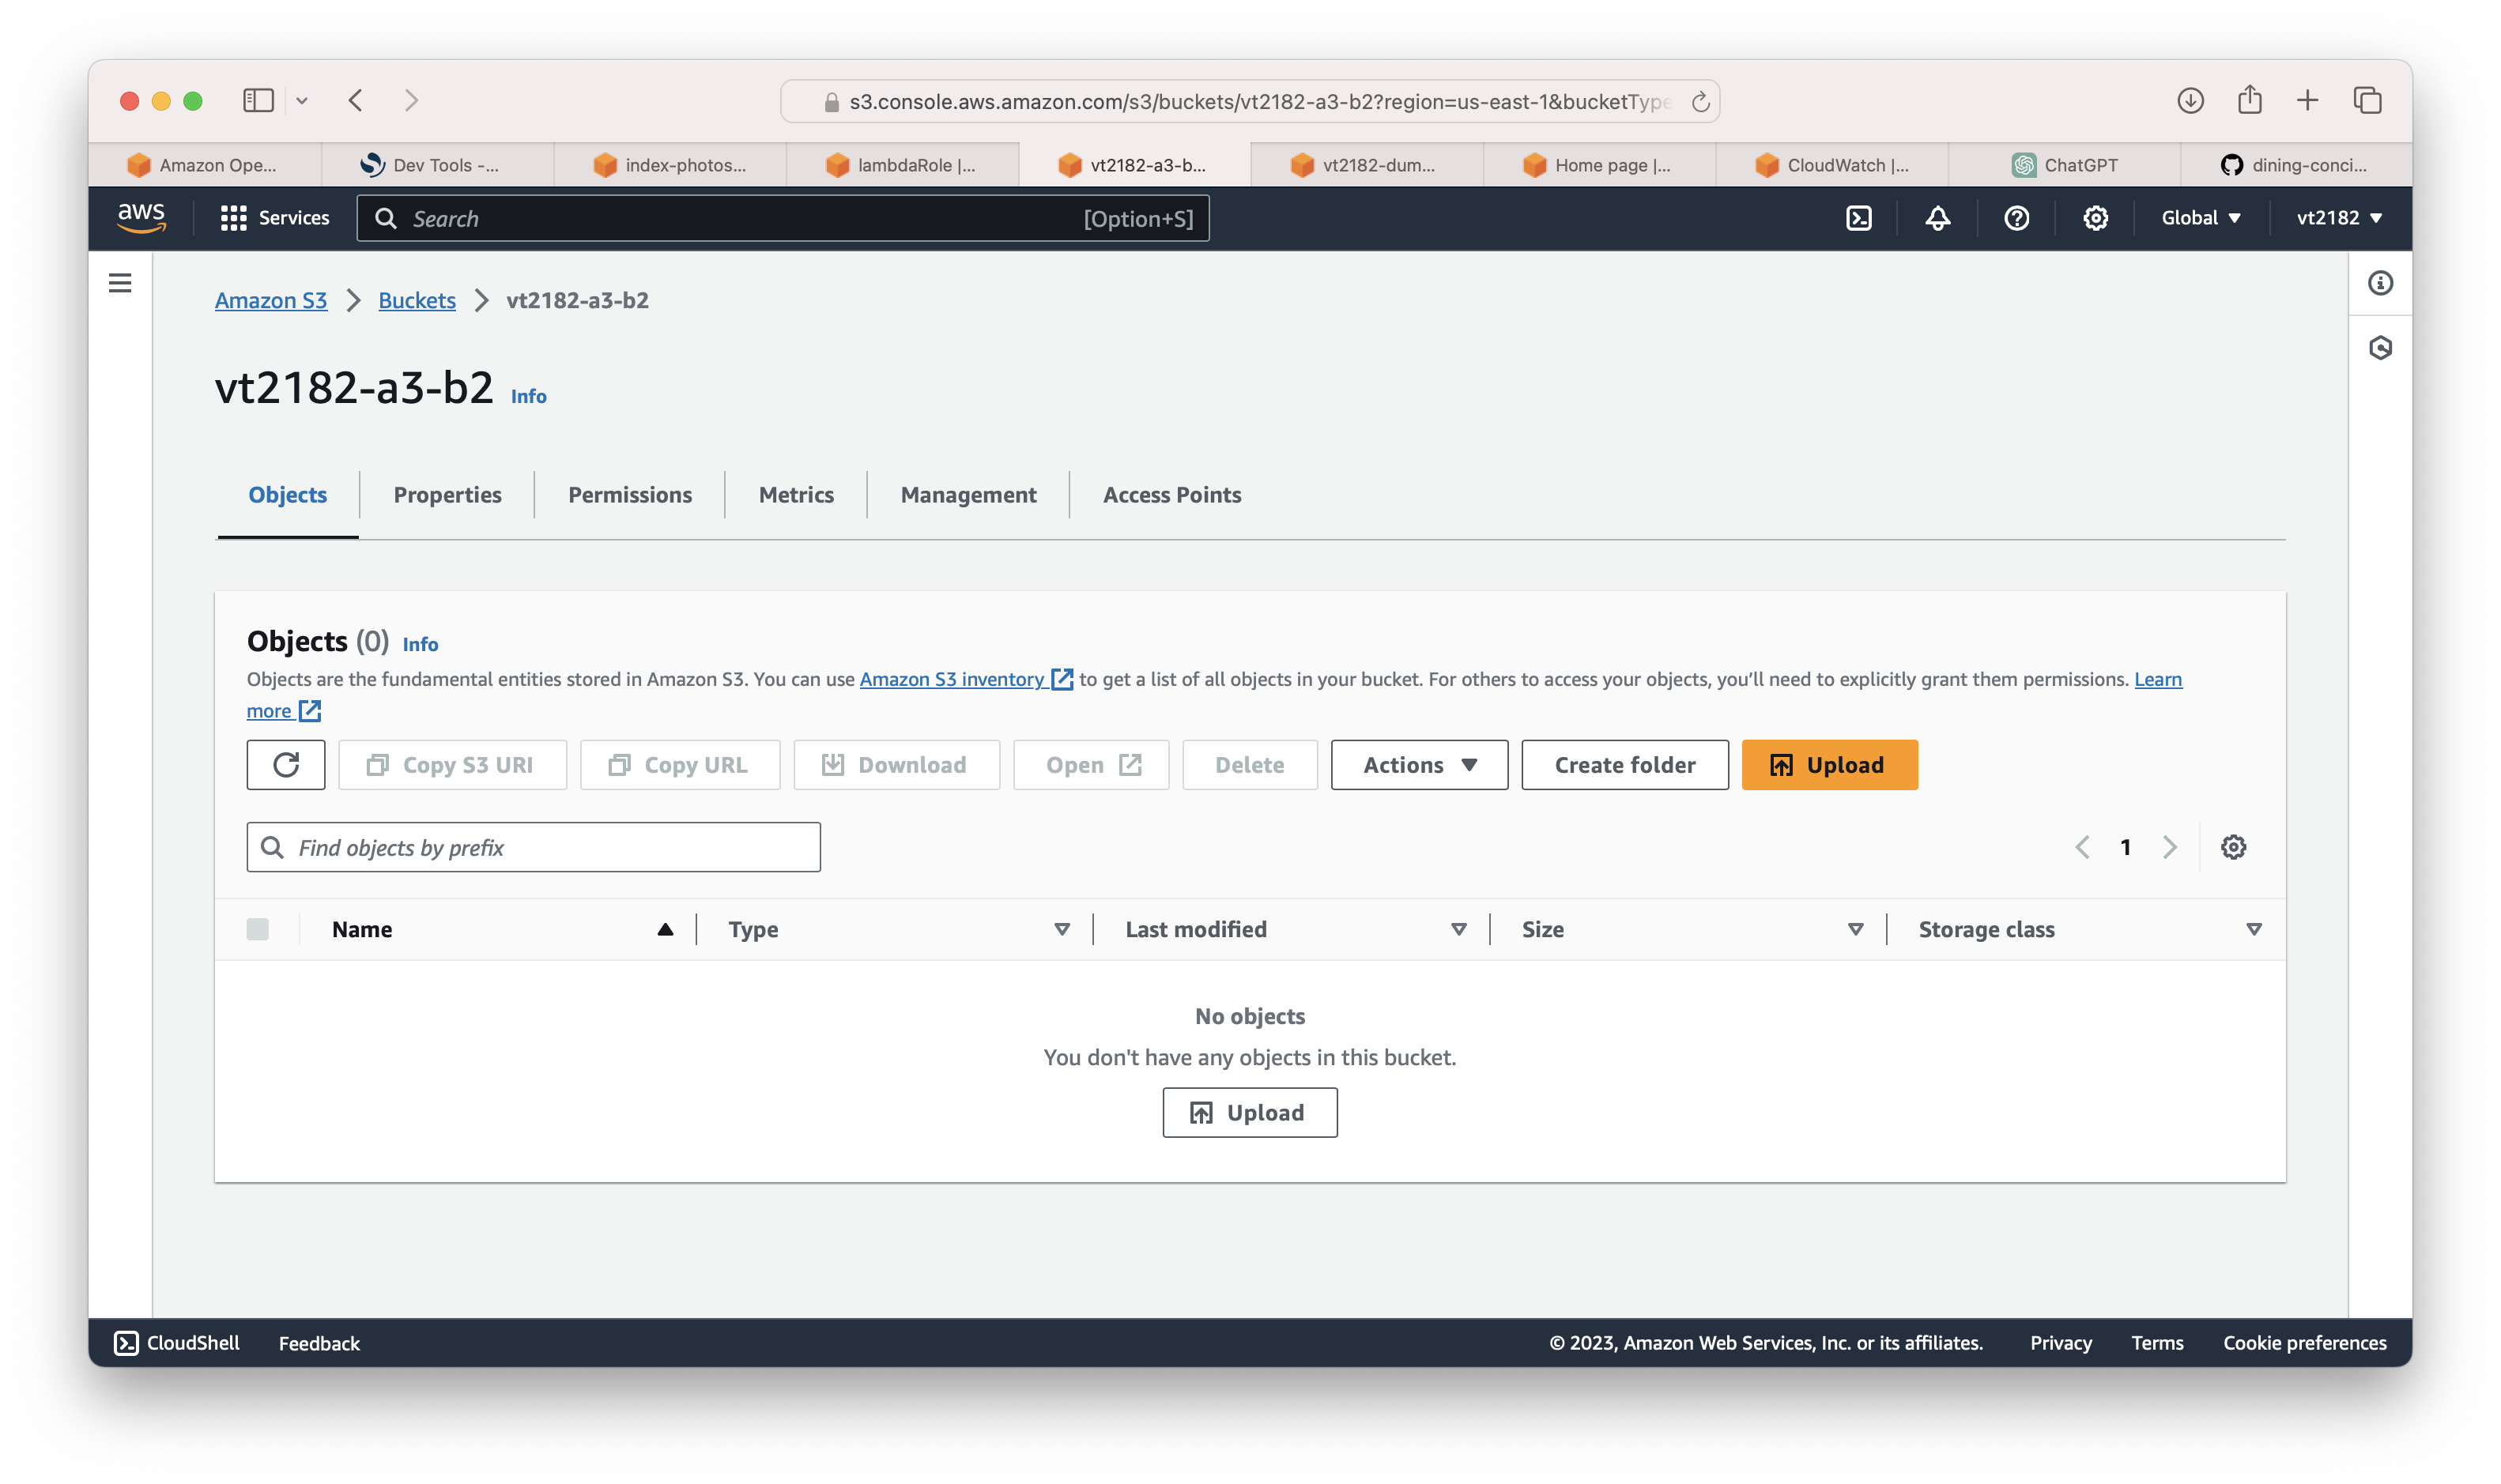 s3.console.aws.amazon.com/s3/buckets/vt2182-a3-b2?region=us-east-1&bucketType
Amazon Ope...
Dev Tools -...
index-photos...
lambdaRole |...
vt2182-a3-b...
vt2182-dum...
Home page |...
CloudWatch |...
ChatGPT
dining-conci...
aws
Services
Search
[Option+S]
Global
vt2182
Amazon S3
Buckets
vt2182-a3-b2
vt2182-a3-b2
Info
Objects
Properties
Permissions
Metrics
Management
Access Points
Objects (0)
Info
Objects are the fundamental entities stored in Amazon S3. You can use Amazon S3 inventory to get a list of all objects in your bucket. For others to access your objects, you’ll need to explicitly grant them permissions. Learn
more
Copy S3 URI
Copy URL
Download
Open
Delete
Actions
Create folder
Upload
Find objects by prefix
1
Name
Type
Last modified
Size
Storage class
No objects
You don't have any objects in this bucket.
Upload
CloudShell
Feedback
© 2023, Amazon Web Services, Inc. or its affiliates.
Privacy
Terms
Cookie preferences